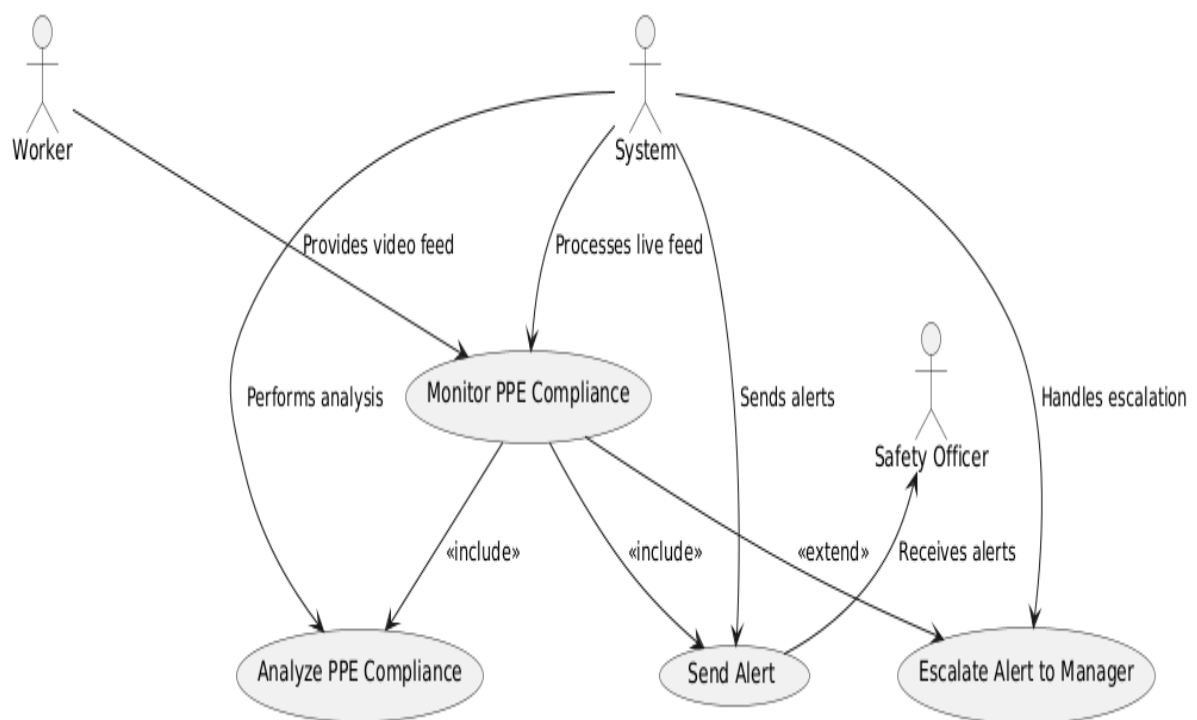 Worker
System
Provides video feed
Processes live feed
Monitor PPE Compliance
Performs analysis
Sends alerts
Handles escalation
Safety Officer
«include»
«include»
«extend»
Receives alerts
Analyze PPE Compliance
Send Alert
Escalate Alert to Manager